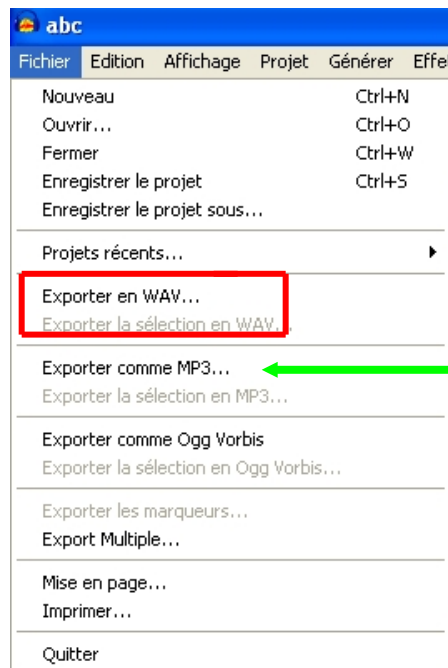 abc
Fichier Edition Affichage Projet Générer Effe
Nouveau Ctrl+N
Ouvrir... Ctrl+O
Fermer Ctrl+W
Enregistrer le projet Ctrl+S
Enregistrer le projet sous...
Projets récents...
Exporter en WAV...
Exporter la sélection en WAV...
Exporter comme MP3...
Exporter la sélection en MP3...
Exporter comme Ogg Vorbis
Exporter la sélection en Ogg Vorbis...
Exporter les marqueurs...
Export Multiple...
Mise en page...
Imprimer...
Quitter